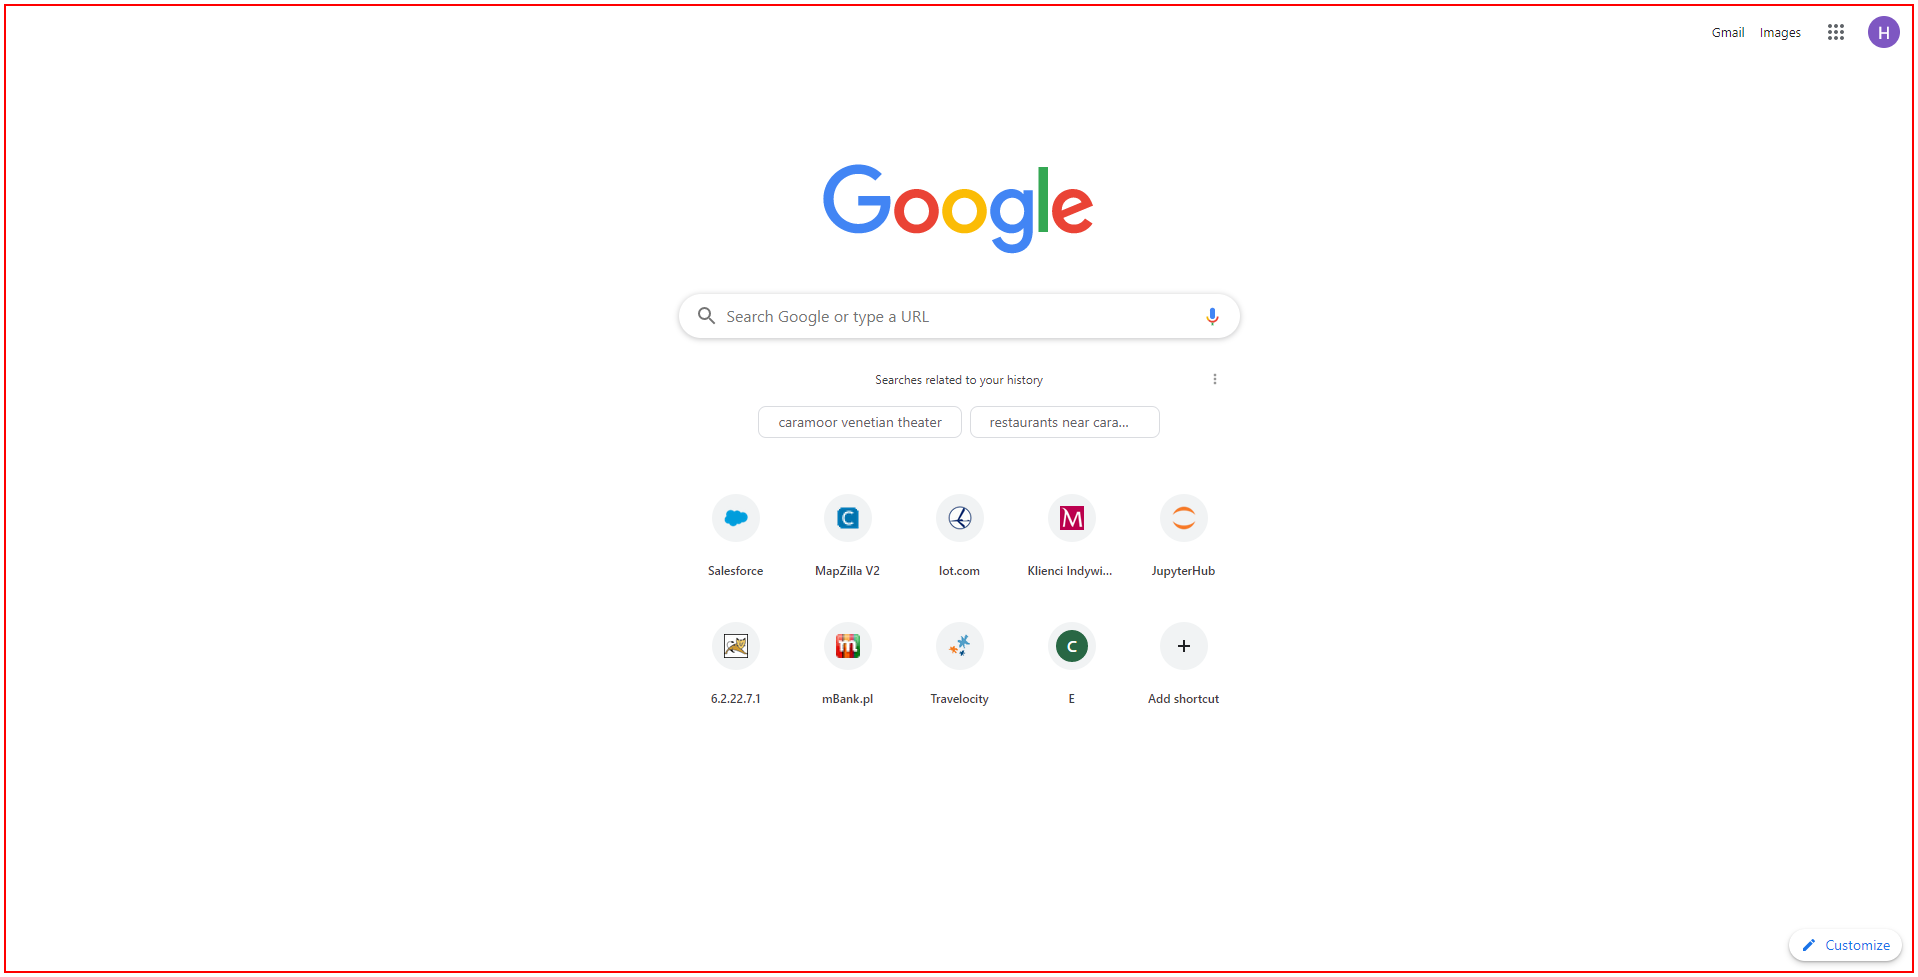 Gmail Images H
Google
Search Google or type a URL
Searches related to your history
caramoor venetian theater restaurants near cara...
C M
Salesforce MapZilla V2 lot.com Klienci Indywi... JupyterHub
m C +
6.2.22.7.1 mBank.pl Travelocity E Add shortcut
Customize